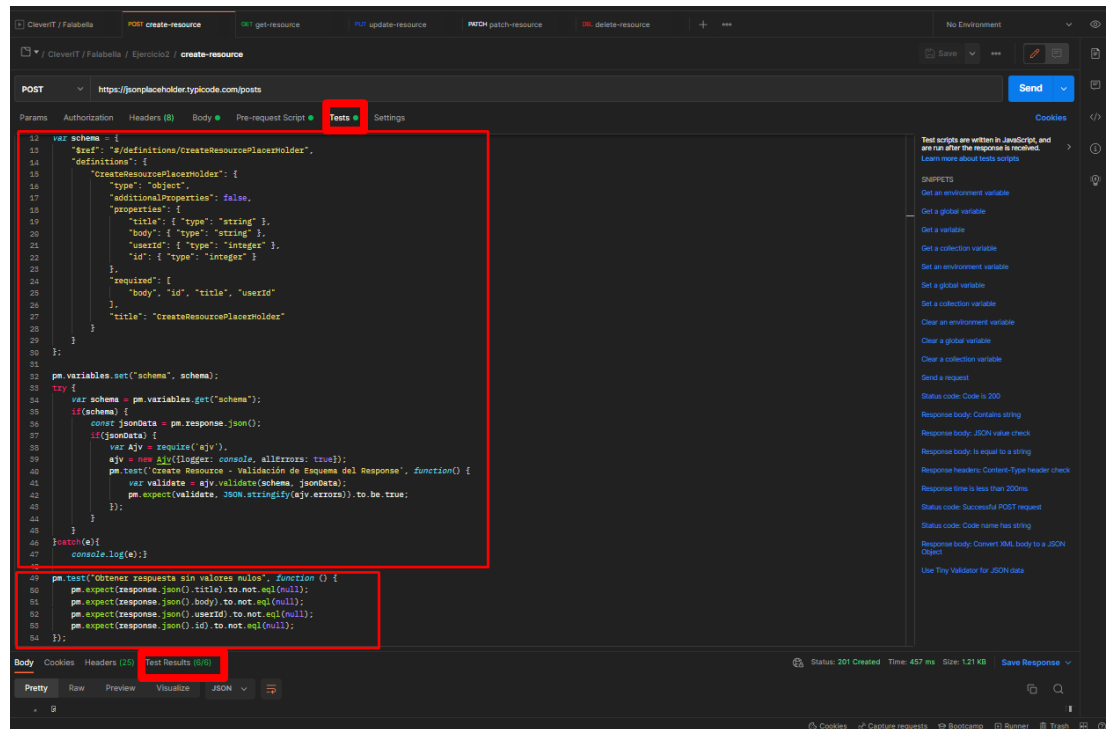 CleverIT / Falabella POST create-resource GET get-resource PUT update-resource PATCH patch-resource DEL delete-resource No Environment
/ CleverIT / Falabella / Ejercicio2 / create-resource Save
POST https://jsonplaceholder.typicode.com/posts Send
Params Authorization Headers (8) Body Pre-request Script Tests Settings Cookies
12 var schema = {
13 "$ref": "#/definitions/CreateResourcePlacerHolder",
14 "definitions": {
15 "CreateResourcePlacerHolder": {
16 "type": "object",
17 "additionalProperties": false,
18 "properties": {
19 "title": { "type": "string" },
20 "body": { "type": "string" },
21 "userId": { "type": "integer" },
22 "id": { "type": "integer" }
23 },
24 "required": [
25 "body", "id", "title", "userId"
26 ],
27 "title": "CreateResourcePlacerHolder"
28 }
29 }
30 };
31
32 pm.variables.set("schema", schema);
33 try {
34 var schema = pm.variables.get("schema");
35 if(schema) {
36 const jsonData = pm.response.json();
37 if(jsonData) {
38 var Ajv = require('ajv'),
39 ajv = new Ajv({logger: console, allErrors: true});
40 pm.test('Create Resource - Validación de Esquema del Response', function() {
41 var validate = ajv.validate(schema, jsonData);
42 pm.expect(validate, JSON.stringify(ajv.errors)).to.be.true;
43 });
44 }
45 }
46 }catch(e){
47 console.log(e);}
48
49 pm.test("Obtener respuesta sin valores nulos", function () {
50 pm.expect(response.json().title).to.not.eql(null);
51 pm.expect(response.json().body).to.not.eql(null);
52 pm.expect(response.json().userId).to.not.eql(null);
53 pm.expect(response.json().id).to.not.eql(null);
54 });
Test scripts are written in JavaScript, and
are run after the response is received.
Learn more about tests scripts
SNIPPETS
Get an environment variable
Get a global variable
Get a variable
Get a collection variable
Set an environment variable
Set a global variable
Set a collection variable
Clear an environment variable
Clear a global variable
Clear a collection variable
Send a request
Status code: Code is 200
Response body: Contains string
Response body: JSON value check
Response body: Is equal to a string
Response headers: Content-Type header check
Response time is less than 200ms
Status code: Successful POST request
Status code: Code name has string
Response body: Convert XML body to a JSON
Object
Use Tiny Validator for JSON data
Body Cookies Headers (25) Test Results (6/6) Status: 201 Created Time: 457 ms Size: 1.21 KB Save Response
Pretty Raw Preview Visualize JSON
Cookies Capture requests Bootcamp Runner Trash